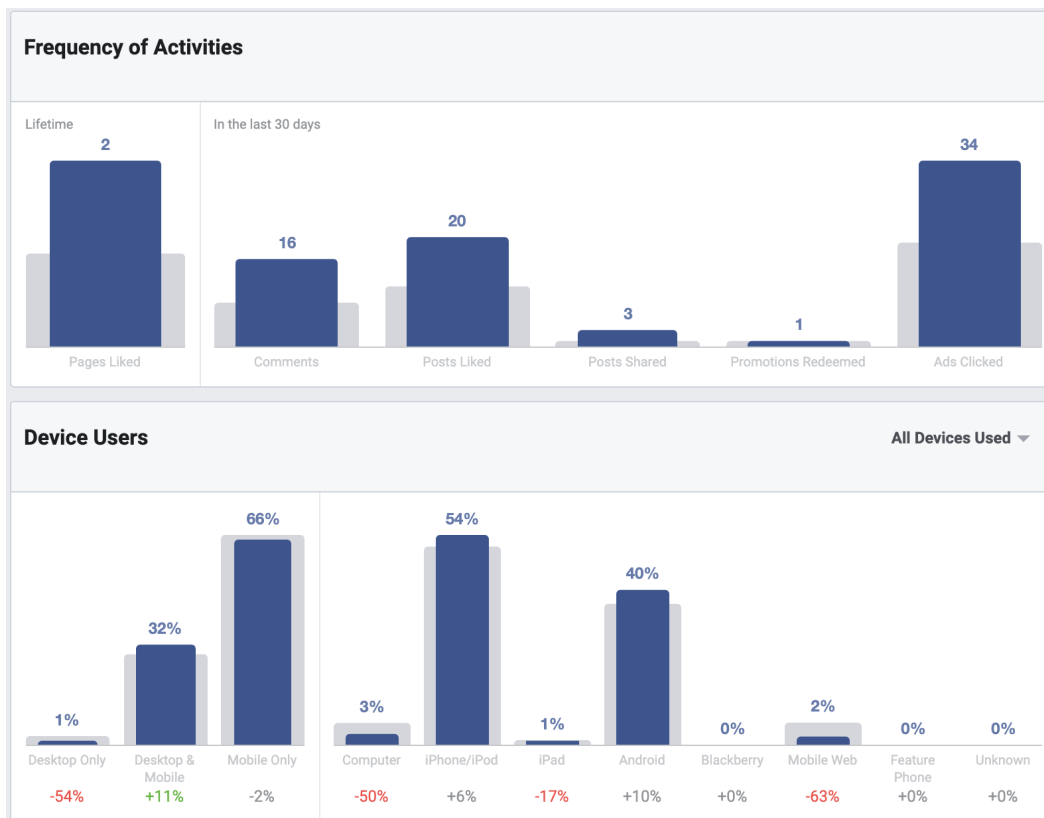 Frequency of Activities
Lifetime
In the last 30 days
2
16
20
3
1
34
Pages Liked
Comments
Posts Liked
Posts Shared
Promotions Redeemed
Ads Clicked
Device Users
All Devices Used
1%
32%
66%
3%
54%
1%
40%
0%
2%
0%
0%
Desktop Only
Desktop &
Mobile
Mobile Only
Computer
iPhone/iPod
iPad
Android
Blackberry
Mobile Web
Feature
Phone
Unknown
-54%
+11%
-2%
-50%
+6%
-17%
+10%
+0%
-63%
+0%
+0%